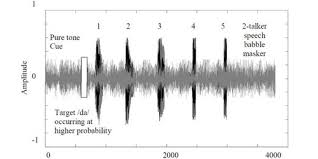 1 2 3 4 5 2-talker
speech
babble
masker
Pure tone
Cue
Amplitude
1
0
-1
Target /da/
occurring at
higher probability
0 2000 4000